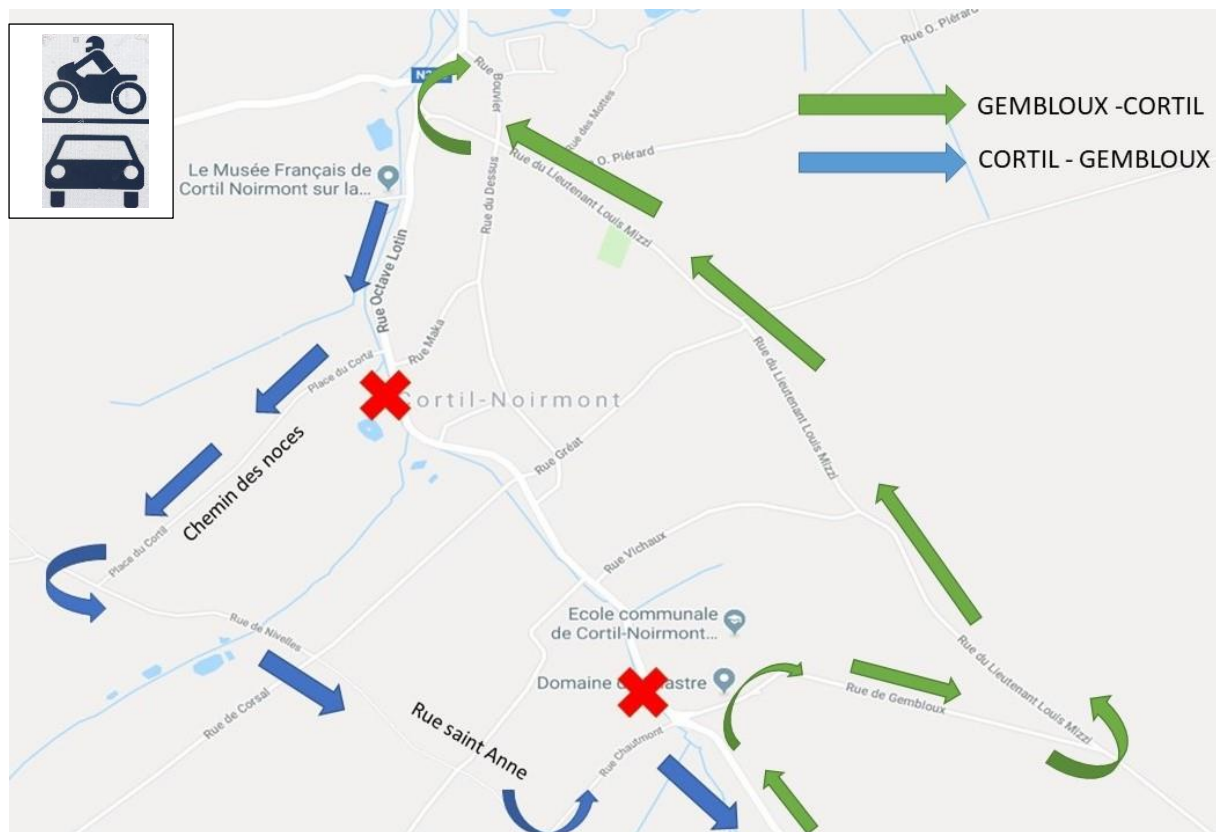 GEMBLOUX -CORTIL
CORTIL - GEMBLOUX
Rue O. Piérard
Bouvier
Rue des Mottes
O. Piérard
Le Musée Français de
Cortil Noirmont sur la...
Rue du Lieutenant Louis Mizzi
Rue du Dessus
Rue Octave Lotin
Rue Maka
Place du Cortil
Cortil-Noirmont
Rue du Lieutenant Louis Mizzi
Chemin des noces
Rue Gréat
Place du Cortil
Rue Vichaux
Rue de Nivelles
Ecole communale
de Cortil-Noirmont...
Domaine
astre
Rue du Lieutenant Louis Mizzi
Rue de Gembloux
Rue de Corsal
Rue saint Anne
Rue Chautmont